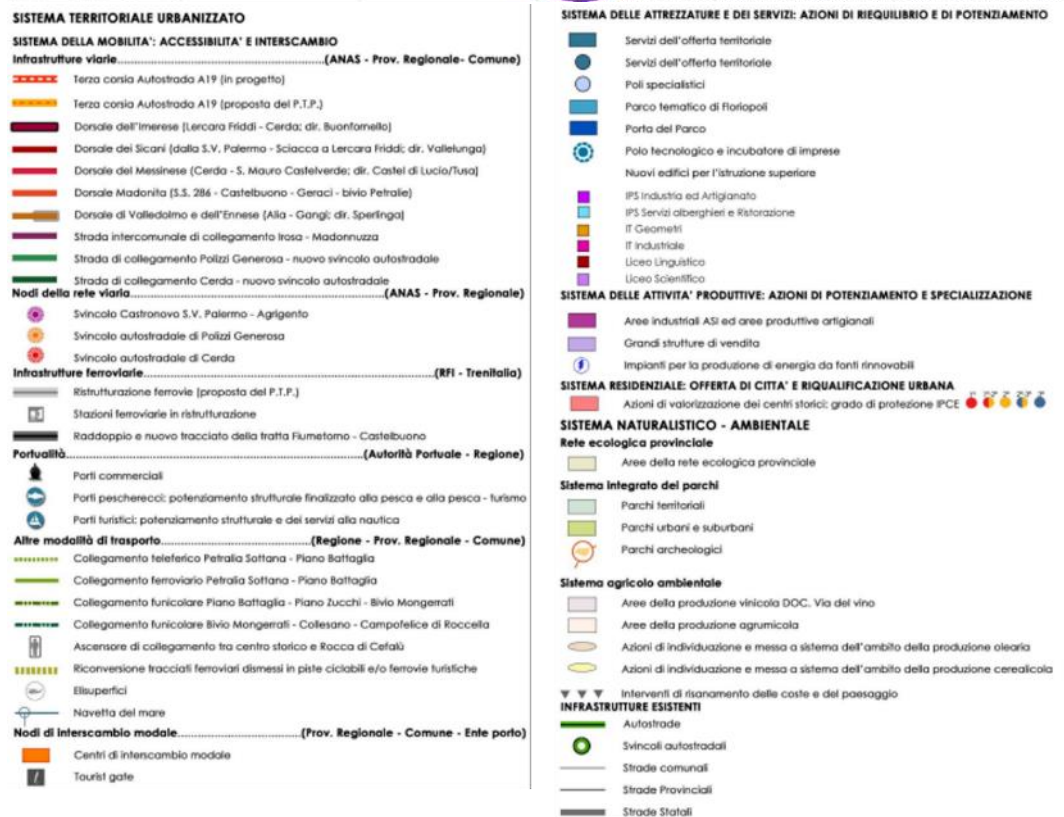 SISTEMA TERRITORIALE URBANIZZATO
SISTEMA DELLA MOBILITA': ACCESSIBILITA' E INTERSCAMBIO
Infrastrutture viarie.....................................................(ANAS - Prov. Regionale- Comune)
Terza corsia Autostrada A19 (in progetto)
Terza corsia Autostrada A19 (proposta del P.T.P.)
Dorsale dell'Imerese (Lercara Friddi - Cerda; dir. Buonfornello)
Dorsale dei Sicani (dalla S.V. Palermo - Sciacca a Lercara Friddi; dir. Vallelunga)
Dorsale del Messinese (Cerda - S. Mauro Castelverde; dir. Castel di Lucio/Tusa)
Dorsale Madonita (S.S. 286 - Castelbuono - Geraci - bivio Petralie)
Dorsale di Valledolmo e dell'Ennese (Alia - Gangi; dir. Sperlinga)
Strada intercomunale di collegamento Irosa - Madonnuzza
Strada di collegamento Polizzi Generosa - nuovo svincolo autostradale
Strada di collegamento Cerda - nuovo svincolo autostradale
Nodi della rete viaria.................................................................(ANAS - Prov. Regionale)
Svincolo Castronovo S.V. Palermo - Agrigento
Svincolo autostradale di Polizzi Generosa
Svincolo autostradale di Cerda
Infrastrutture ferroviarie.....................................................................(RFI - Trenitalia)
Ristrutturazione ferrovie (proposta del P.T.P.)
Stazioni ferroviarie in ristrutturazione
Raddoppio e nuovo tracciato della tratta Fiumetorno - Castelbuono
Portualità.......................................................................(Autorità Portuale - Regione)
Porti commerciali
Porti pescherecci: potenziamento strutturale finalizzato alla pesca e alla pesca - turismo
Porti turistici: potenziamento strutturale e dei servizi alla nautica
Altre modalità di trasporto......................................(Regione - Prov. Regionale - Comune)
Collegamento teleferico Petralia Sottana - Piano Battaglia
Collegamento ferroviario Petralia Sottana - Piano Battaglia
Collegamento funicolare Piano Battaglia - Piano Zucchi - Bivio Mongerrati
Collegamento funicolare Bivio Mongerrati - Collesano - Campofelice di Roccella
Ascensore di collegamento tra centro storico e Rocca di Cefalù
Riconversione tracciati ferroviari dismessi in piste ciclabili e/o ferrovie turistiche
Elisuperfici
Navetta del mare
Nodi di interscambio modale...............................(Prov. Regionale - Comune - Ente porto)
Centri di interscambio modale
Tourist gate
SISTEMA DELLE ATTREZZATURE E DEI SERVIZI: AZIONI DI RIEQUILIBRIO E DI POTENZIAMENTO
Servizi dell'offerta territoriale
Servizi dell'offerta territoriale
Poli specialistici
Parco tematico di Floriopoli
Porta del Parco
Polo tecnologico e incubatore di imprese
Nuovi edifici per l'istruzione superiore
IPS Industria ed Artigianato
IPS Servizi alberghieri e Ristorazione
IT Geometri
IT Industriale
Liceo Linguistico
Liceo Scientifico
SISTEMA DELLE ATTIVITA' PRODUTTIVE: AZIONI DI POTENZIAMENTO E SPECIALIZZAZIONE
Aree industriali ASI ed aree produttive artigianali
Grandi strutture di vendita
Impianti per la produzione di energia da fonti rinnovabili
SISTEMA RESIDENZIALE: OFFERTA DI CITTA' E RIQUALIFICAZIONE URBANA
Azioni di valorizzazione dei centri storici: grado di protezione IPCE
SISTEMA NATURALISTICO - AMBIENTALE
Rete ecologica provinciale
Aree della rete ecologica provinciale
Sistema integrato dei parchi
Parchi territoriali
Parchi urbani e suburbani
Parchi archeologici
Sistema agricolo ambientale
Aree della produzione vinicola DOC. Via del vino
Aree della produzione agrumicola
Azioni di individuazione e messa a sistema dell'ambito della produzione olearia
Azioni di individuazione e messa a sistema dell'ambito della produzione cerealicola
Interventi di risanamento delle coste e del paesaggio
INFRASTRUTTURE ESISTENTI
Autostrade
Svincoli autostradali
Strade comunali
Strade Provinciali
Strade Statali